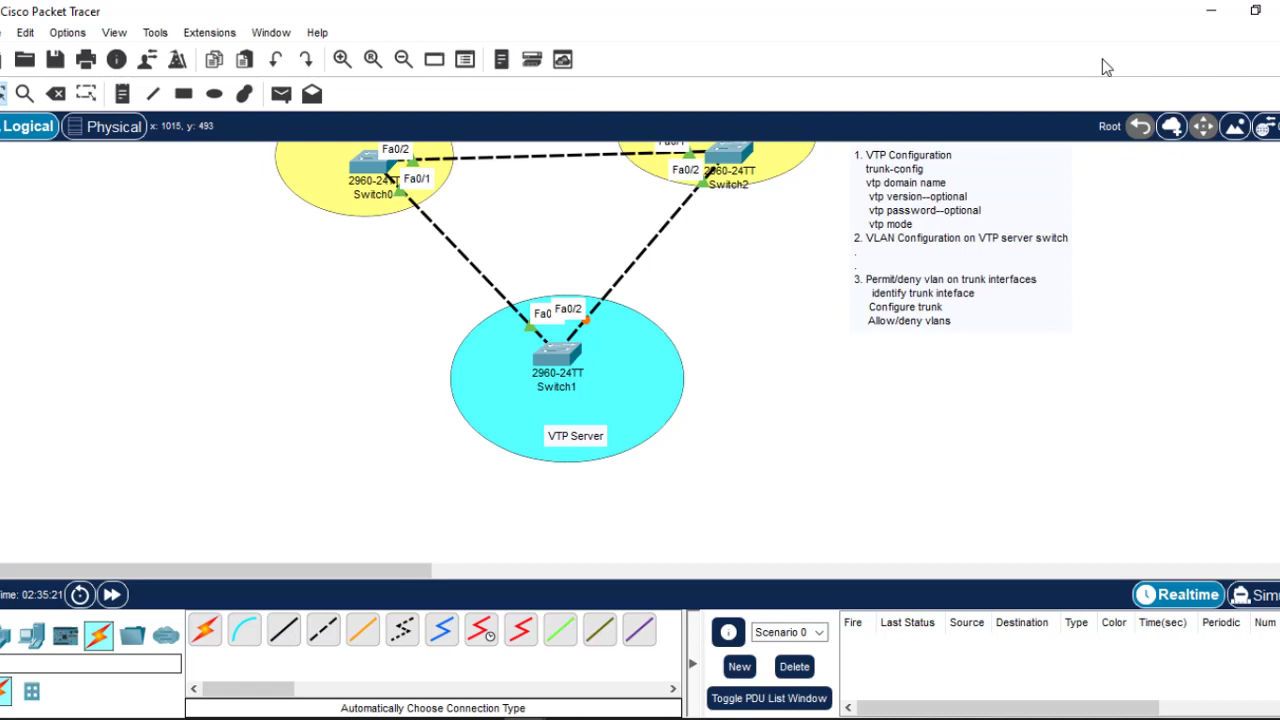 Cisco Packet Tracer
Edit Options View Tools Extensions Window Help
Logical Physical x: 1015, y: 493 Root
Fa0/2
Fa0/1
2960-24TT
Switch0
Fa0/1
Fa0/2
2960-24TT
Switch2
1. VTP Configuration
trunk-config
vtp domain name
vtp version--optional
vtp password--optional
vtp mode
2. VLAN Configuration on VTP server switch
.
.
3. Permit/deny vlan on trunk interfaces
identify trunk inteface
Configure trunk
Allow/deny vlans
Fa0 Fa0/2
2960-24TT
Switch1
VTP Server
ime: 02:35:21 Realtime Sim
Scenario 0
New Delete
Toggle PDU List Window
Fire Last Status Source Destination Type Color Time(sec) Periodic Num
Automatically Choose Connection Type